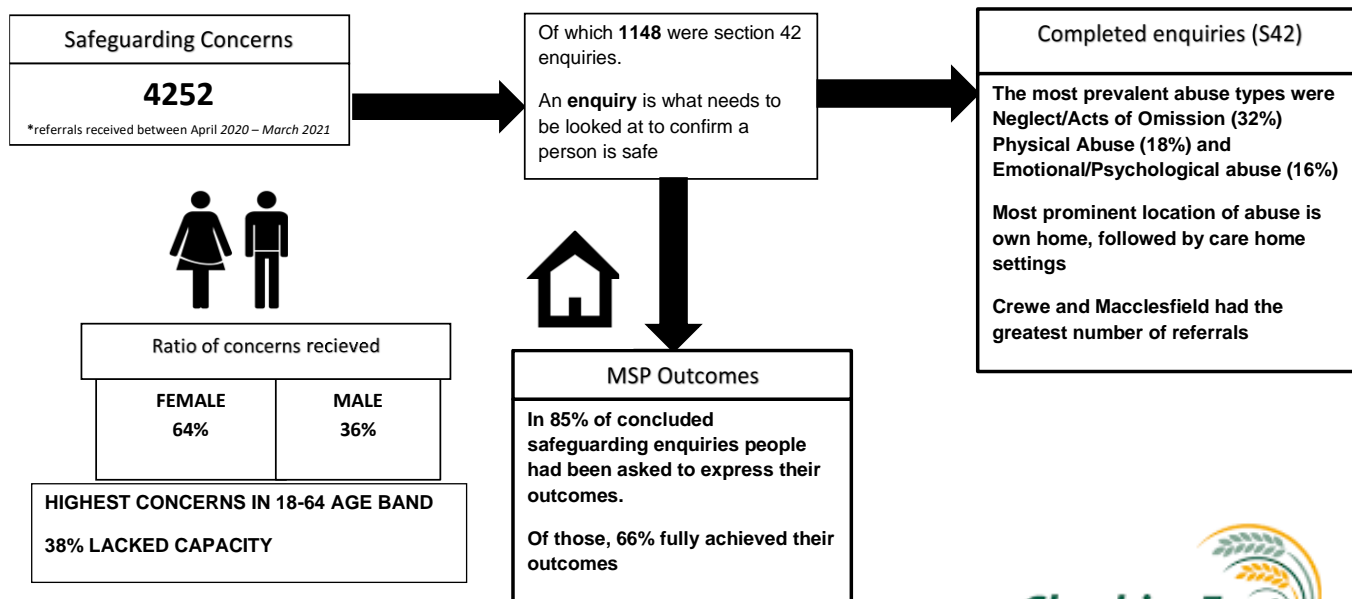 Safeguarding Concerns
4252
*referrals received between April 2020 – March 2021
Of which 1148 were section 42
enquiries.
An enquiry is what needs to
be looked at to confirm a
person is safe
Completed enquiries (S42)
The most prevalent abuse types were
Neglect/Acts of Omission (32%)
Physical Abuse (18%) and
Emotional/Psychological abuse (16%)
Most prominent location of abuse is
own home, followed by care home
settings
Crewe and Macclesfield had the
greatest number of referrals
Ratio of concerns recieved
FEMALE
64%
MALE
36%
HIGHEST CONCERNS IN 18-64 AGE BAND
38% LACKED CAPACITY
MSP Outcomes
In 85% of concluded
safeguarding enquiries people
had been asked to express their
outcomes.
Of those, 66% fully achieved their
outcomes